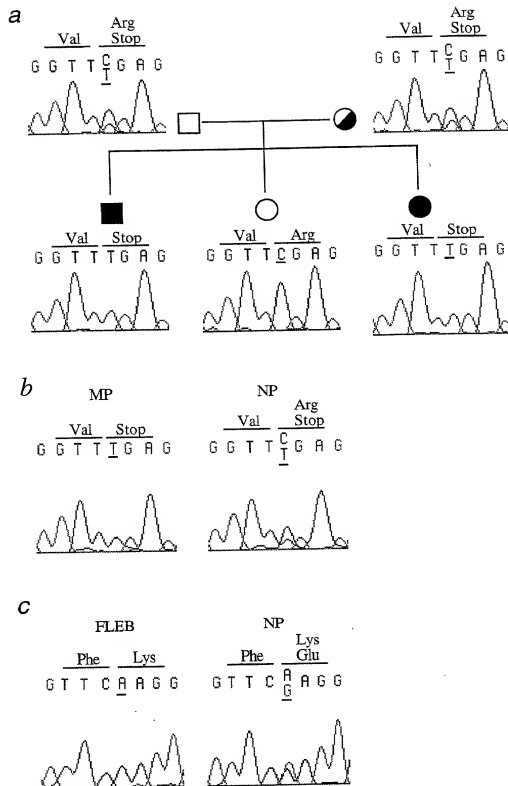 a
Arg
Val Stop
G G T T C G A G
T
Arg
Val Stop
G G T T C G A G
T
Val Stop
G G T T T G A G
Val Arg
G G T T C G A G
Val Stop
G G T T T G A G
b
MP
Val Stop
G G T T T G A G
NP
Arg
Val Stop
G G T T C G A G
T
c
FLEB
Phe Lys
G T T C A A G G
NP
Lys
Phe Glu
G T T C A A G G
G